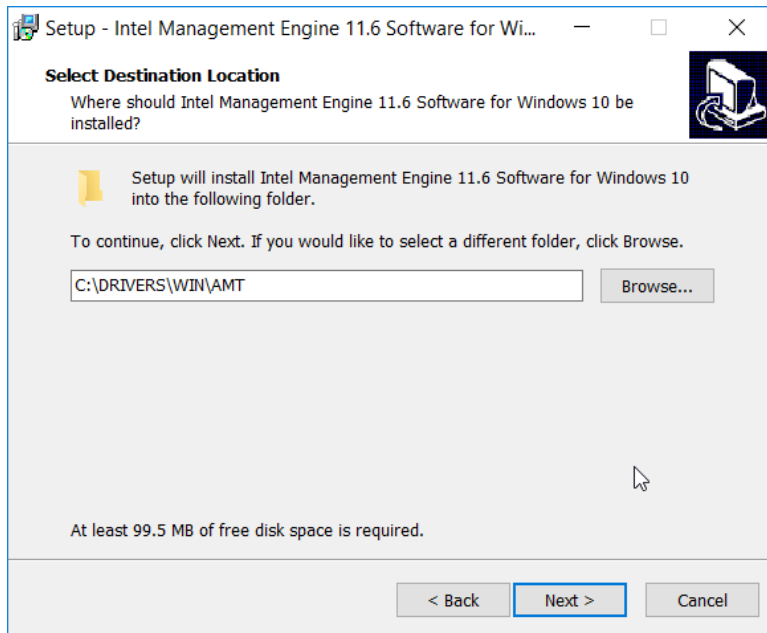 Setup - Intel Management Engine 11.6 Software for Wi...
Select Destination Location
Where should Intel Management Engine 11.6 Software for Windows 10 be
installed?
Setup will install Intel Management Engine 11.6 Software for Windows 10
into the following folder.
To continue, click Next. If you would like to select a different folder, click Browse.
C:\DRIVERS\WIN\AMT
Browse...
At least 99.5 MB of free disk space is required.
< Back
Next >
Cancel